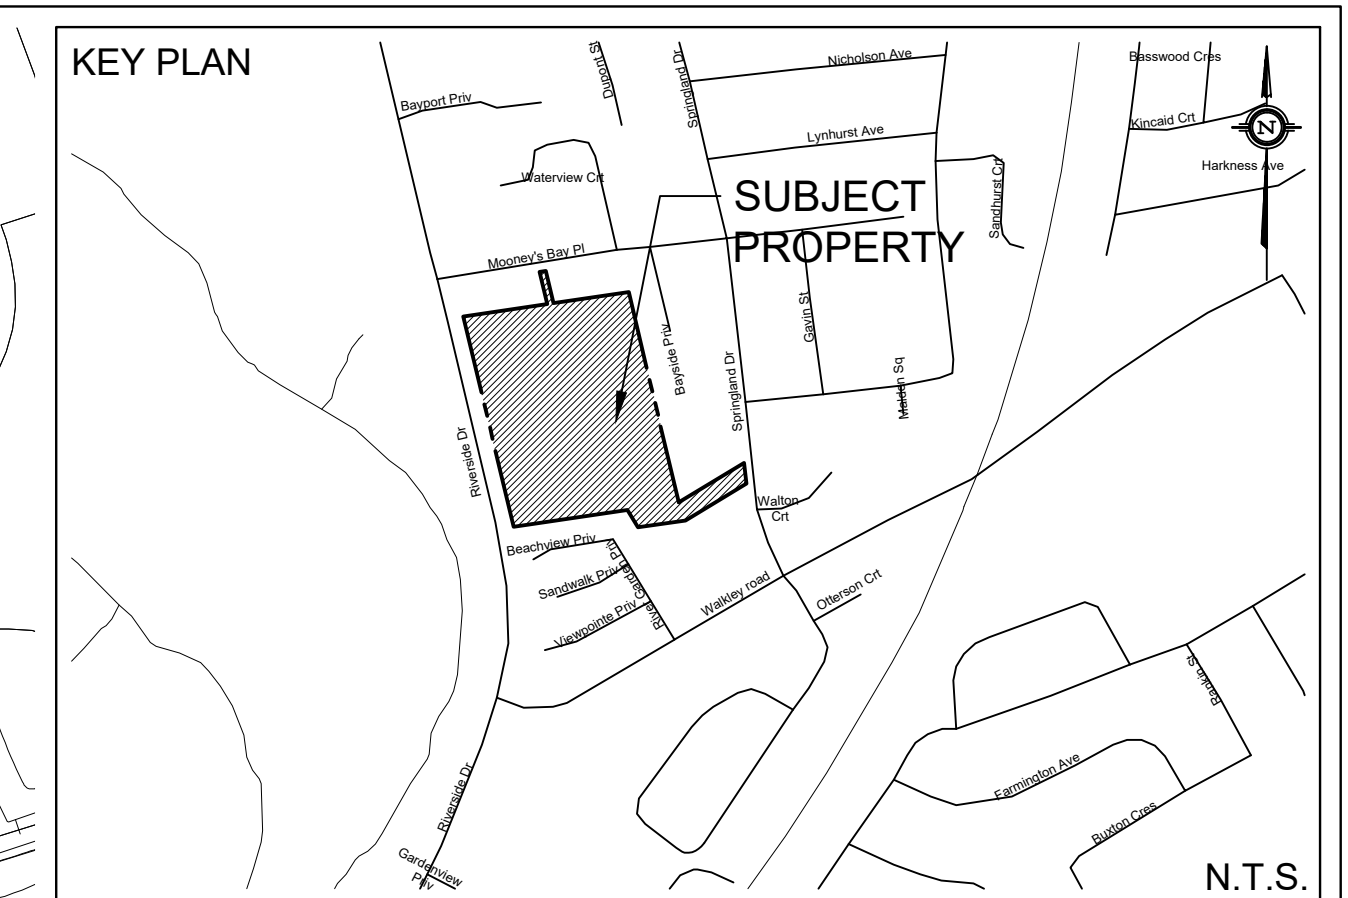 KEY PLAN
Bayport Priv
Dupont St
Springland Dr
Nicholson Ave
Basswood Cres
Kincaid Crt
N
Lynhurst Ave
Harkness Ave
Waterview Crt
SUBJECT
PROPERTY
Sandhurst Crt
Mooney's Bay Pl
Gavin St
Bayside Priv
Springland Dr
Malden Sq
Riverside Dr
Walton
Crt
Beachview Priv
River Garden Priv
Sandwalk Priv
Viewpointe Priv
Walkley road
Otterson Crt
Rankin St
Farmington Ave
Riverside Dr
Buxton Cres
Gardenview
Priv
N.T.S.